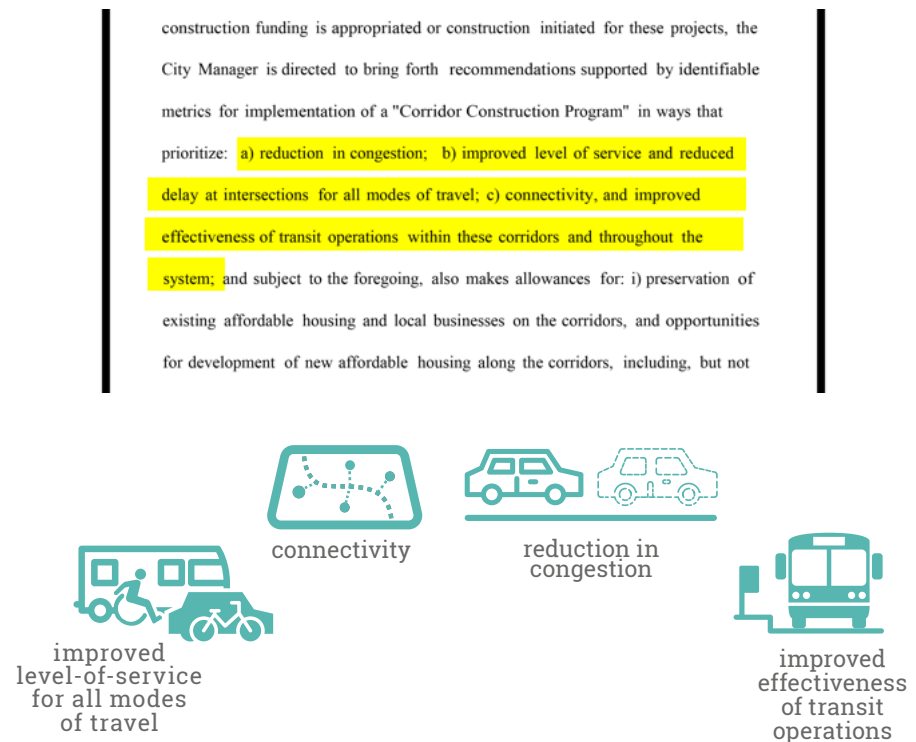 construction funding is appropriated or construction initiated for these projects, the
City Manager is directed to bring forth recommendations supported by identifiable
metrics for implementation of a "Corridor Construction Program" in ways that
prioritize: a) reduction in congestion; b) improved level of service and reduced
delay at intersections for all modes of travel; c) connectivity, and improved
effectiveness of transit operations within these corridors and throughout the
system; and subject to the foregoing, also makes allowances for: i) preservation of
existing affordable housing and local businesses on the corridors, and opportunities
for development of new affordable housing along the corridors, including, but not
connectivity
reduction in
congestion
improved
level-of-service
for all modes
of travel
improved
effectiveness
of transit
operations